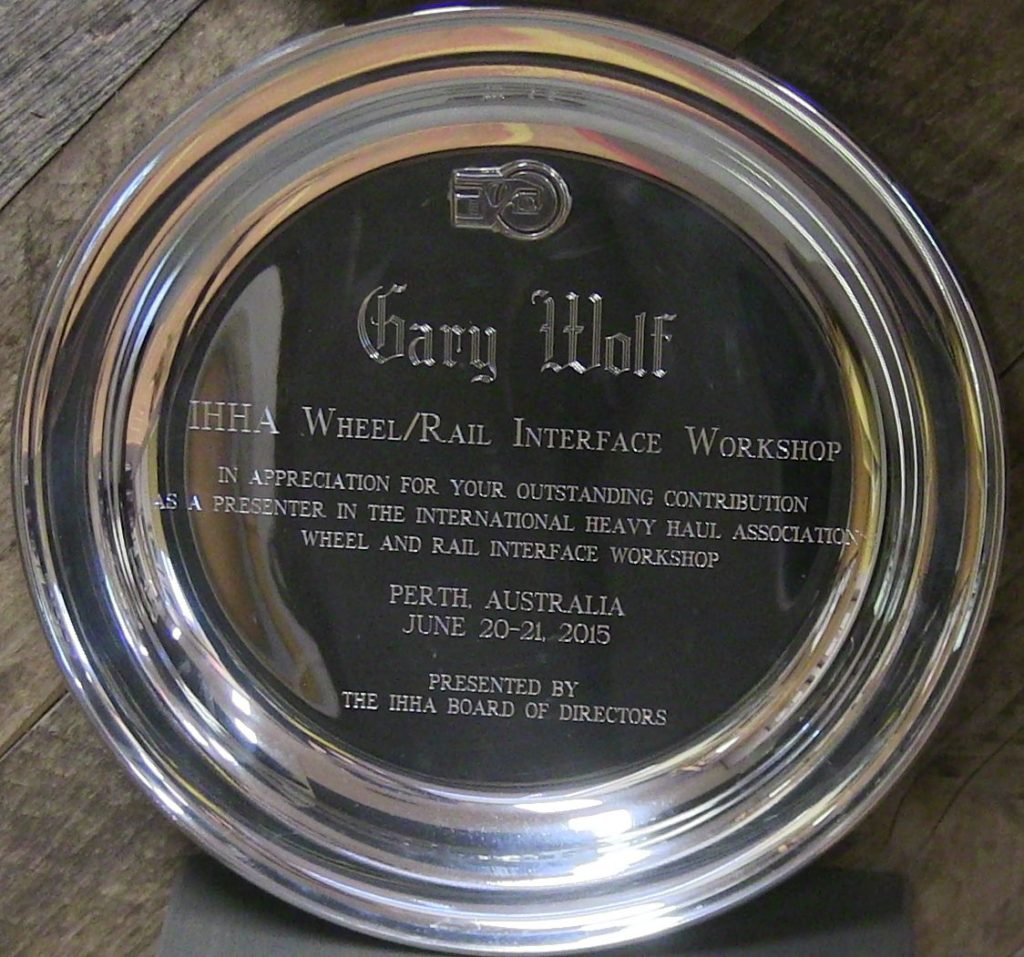 Gary Wolf
IHHA WHEEL/RAIL INTERFACE WORKSHOP
IN APPRECIATION FOR YOUR OUTSTANDING CONTRIBUTION
AS A PRESENTER IN THE INTERNATIONAL HEAVY HAUL ASSOCIATION
WHEEL AND RAIL INTERFACE WORKSHOP
PERTH, AUSTRALIA
JUNE 20-21, 2015
PRESENTED BY
THE IHHA BOARD OF DIRECTORS